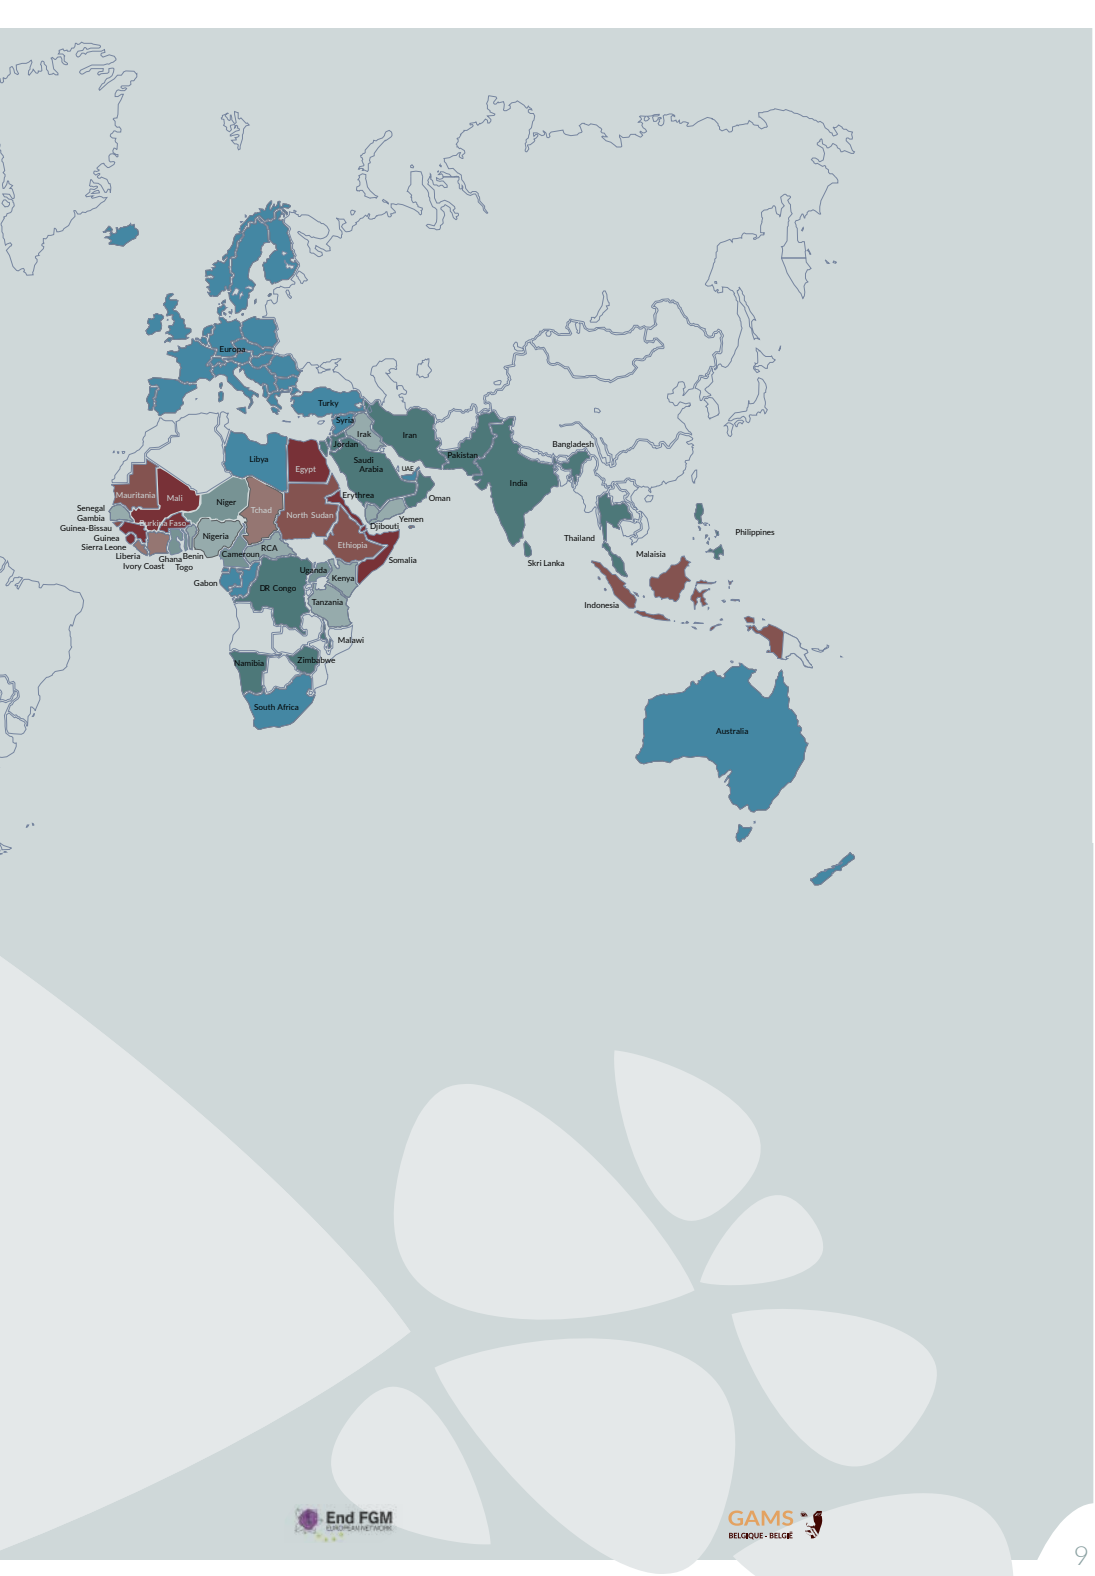 Europa
Turky
Syria
Irak
Iran
Jordan
Libya
Egypt
Saudi
Arabia
Pakistan
UAE
Bangladesh
India
Oman
Mauritania
Mali
Niger
Tchad
North Sudan
Erythrea
Yemen
Senegal
Gambia
Guinea-Bissau
Guinea
Sierra Leone
Liberia
Ivory Coast
Burkina Faso
Ghana
Togo
Benin
Nigeria
Cameroun
RCA
Djibouti
Ethiopia
Somalia
Thailand
Philippines
Malaisia
Skri Lanka
Indonesia
Gabon
DR Congo
Uganda
Kenya
Tanzania
Malawi
Namibia
Zimbabwe
South Africa
Australia
End FGM
EUROPEAN NETWORK
GAMS
BELGIQUE - BELGIË
9